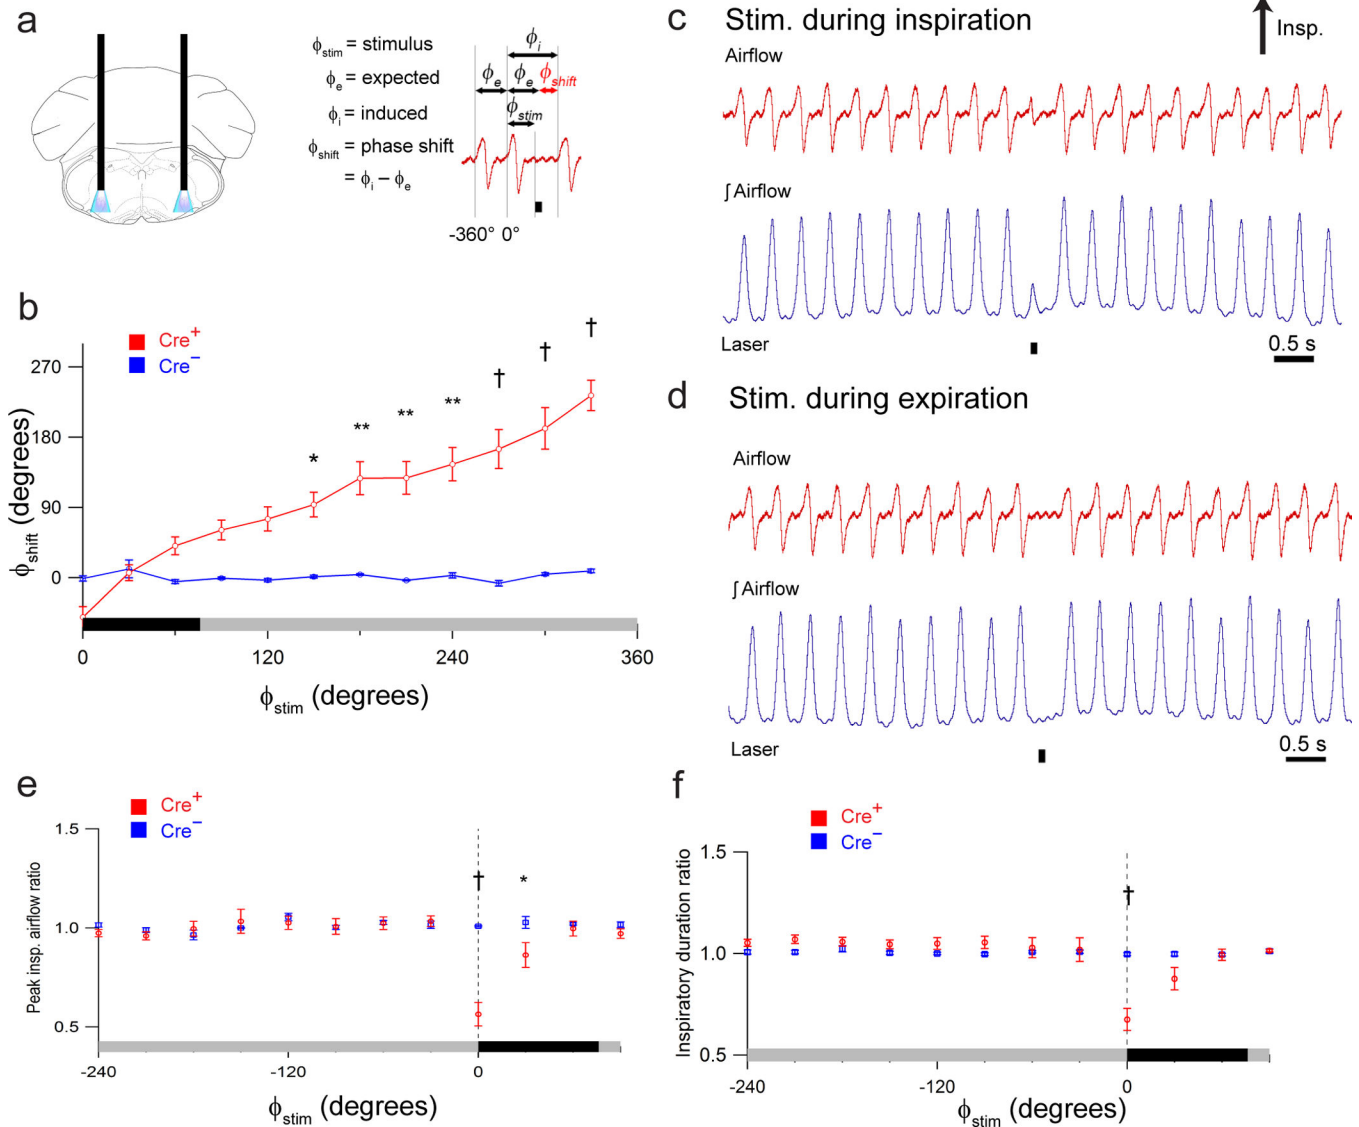 a
ϕstim = stimulus
ϕe = expected
ϕi = induced
ϕshift = phase shift
= ϕi − ϕe
ϕi
ϕe ϕe ϕshift
ϕstim
-360° 0°
b
Cre+
Cre−
270
180
90
0
ϕshift (degrees)
* ** ** ** † † †
0 120 240 360
ϕstim (degrees)
c Stim. during inspiration
Insp.
Airflow
∫ Airflow
Laser
0.5 s
d Stim. during expiration
Airflow
∫ Airflow
Laser
0.5 s
e
Cre+
Cre−
1.5
1.0
0.5
Peak insp. airflow ratio
† *
-240 -120 0
ϕstim (degrees)
f
Cre+
Cre−
1.5
1.0
0.5
Inspiratory duration ratio
†
-240 -120 0
ϕstim (degrees)